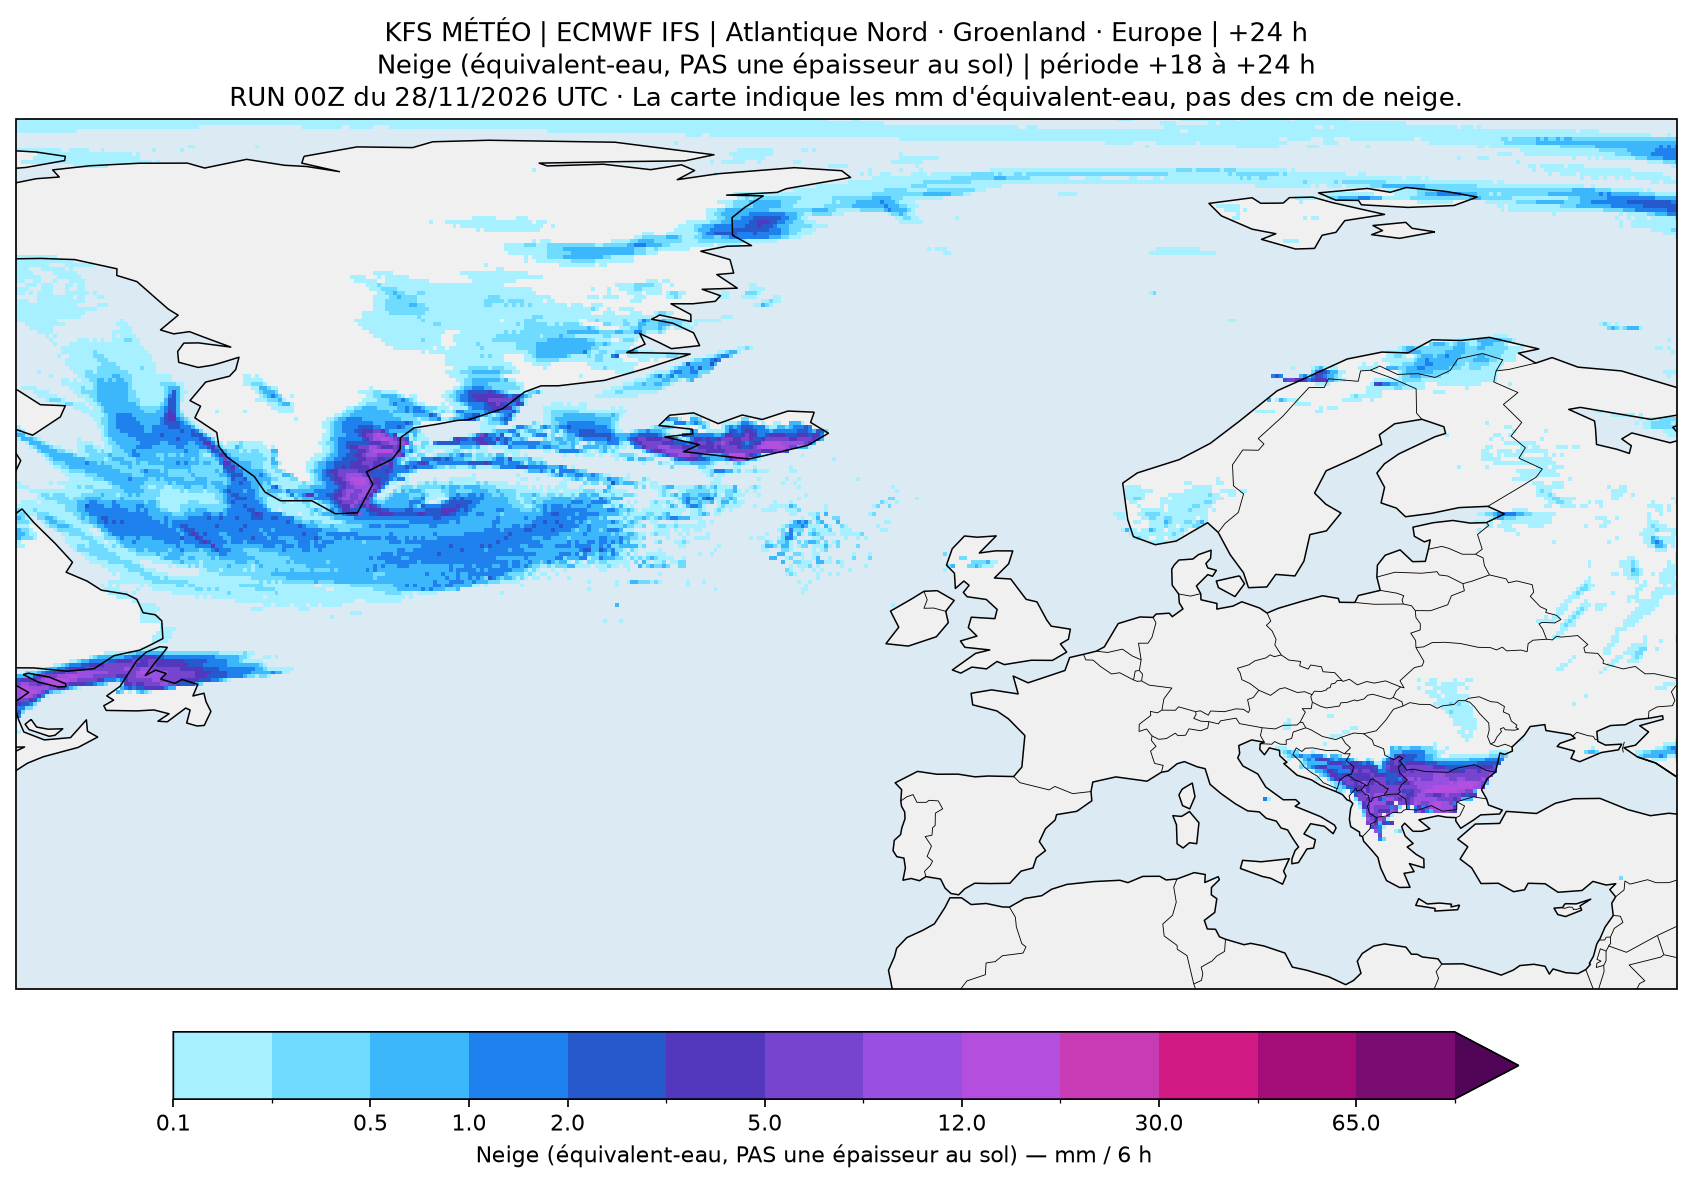 KFS MÉTÉO | ECMWF IFS | Atlantique Nord · Groenland · Europe | +24 h
Neige (équivalent-eau, PAS une épaisseur au sol) | période +18 à +24 h
RUN 00Z du 28/11/2026 UTC · La carte indique les mm d'équivalent-eau, pas des cm de neige.
0.1 0.5 1.0 2.0 5.0 12.0 30.0 65.0
Neige (équivalent-eau, PAS une épaisseur au sol) — mm / 6 h